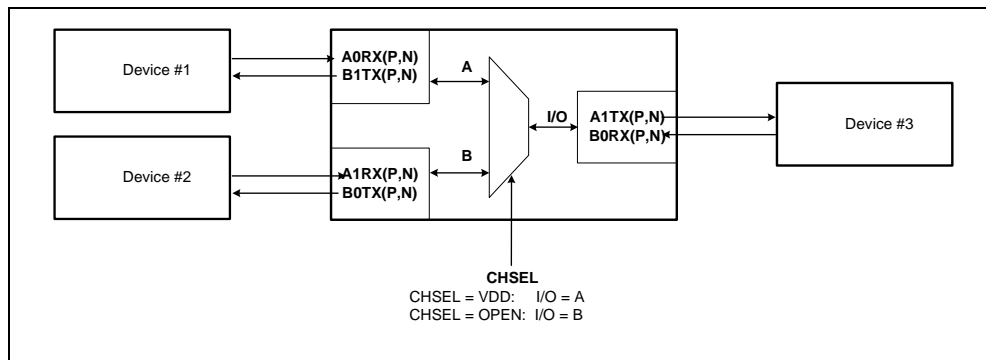 Device #1
A0RX(P,N)
B1TX(P,N)
A
Device #2
A1RX(P,N)
B0TX(P,N)
B
I/O
A1TX(P,N)
B0RX(P,N)
Device #3
CHSEL
CHSEL = VDD: I/O = A
CHSEL = OPEN: I/O = B